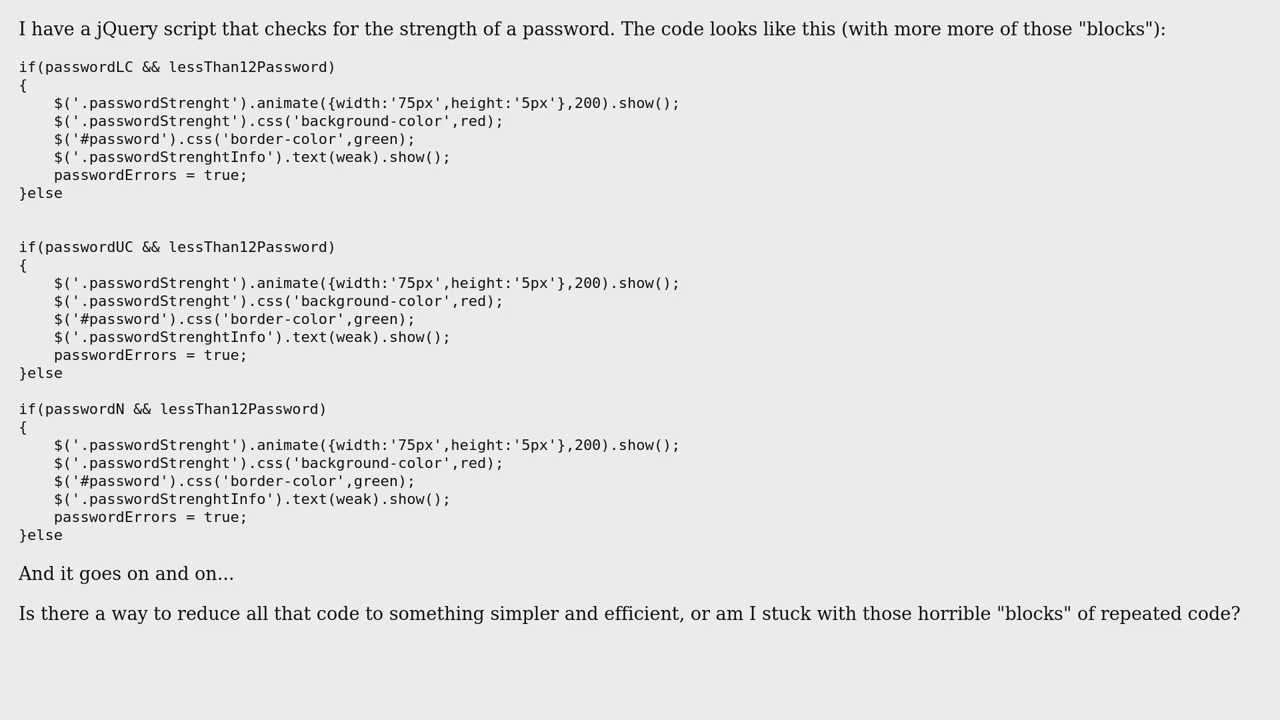 I have a jQuery script that checks for the strength of a password. The code looks like this (with more more of those "blocks"):
if(passwordLC && lessThan12Password)
{
    $('.passwordStrenght').animate({width:'75px',height:'5px'},200).show();
    $('.passwordStrenght').css('background-color',red);
    $('#password').css('border-color',green);
    $('.passwordStrenghtInfo').text(weak).show();
    passwordErrors = true;
}else
if(passwordUC && lessThan12Password)
{
    $('.passwordStrenght').animate({width:'75px',height:'5px'},200).show();
    $('.passwordStrenght').css('background-color',red);
    $('#password').css('border-color',green);
    $('.passwordStrenghtInfo').text(weak).show();
    passwordErrors = true;
}else
if(passwordN && lessThan12Password)
{
    $('.passwordStrenght').animate({width:'75px',height:'5px'},200).show();
    $('.passwordStrenght').css('background-color',red);
    $('#password').css('border-color',green);
    $('.passwordStrenghtInfo').text(weak).show();
    passwordErrors = true;
}else
And it goes on and on...
Is there a way to reduce all that code to something simpler and efficient, or am I stuck with those horrible "blocks" of repeated code?